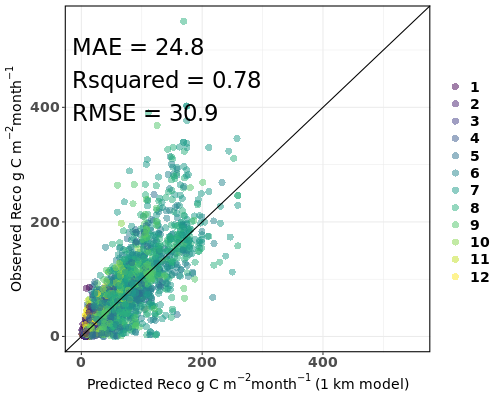 MAE = 24.8
Rsquared = 0.78
RMSE = 30.9
Observed Reco g C m⁻²month⁻¹
400
200
0
0 200 400
Predicted Reco g C m⁻²month⁻¹ (1 km model)
1
2
3
4
5
6
7
8
9
10
11
12